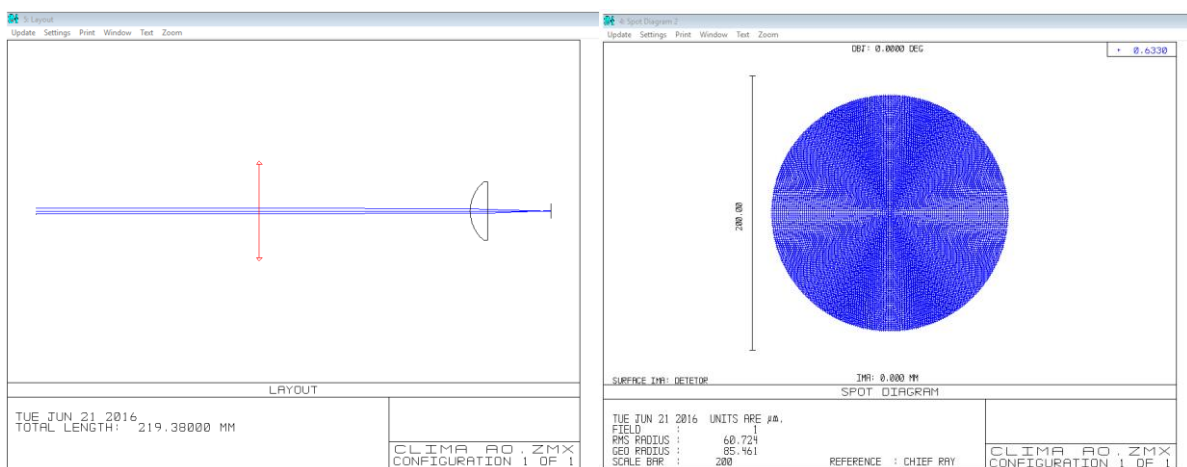 5: Layout
Update Settings Print Window Text Zoom
LAYOUT
TUE JUN 21 2016
TOTAL LENGTH: 219.38000 MM
CLIMA AO.ZMX
CONFIGURATION 1 OF 1
4: Spot Diagram 2
Update Settings Print Window Text Zoom
OBJ: 0.0000 DEG
+ 0.6330
200.00
SURFACE IMA: DETETOR
IMA: 0.000 MM
SPOT DIAGRAM
TUE JUN 21 2016 UNITS ARE µm.
FIELD : 1
RMS RADIUS : 60.724
GEO RADIUS : 85.461
SCALE BAR : 200 REFERENCE : CHIEF RAY
CLIMA AO.ZMX
CONFIGURATION 1 OF 1